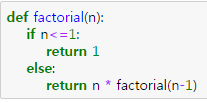 def factorial(n):
    if n<=1:
        return 1
    else:
        return n * factorial(n-1)